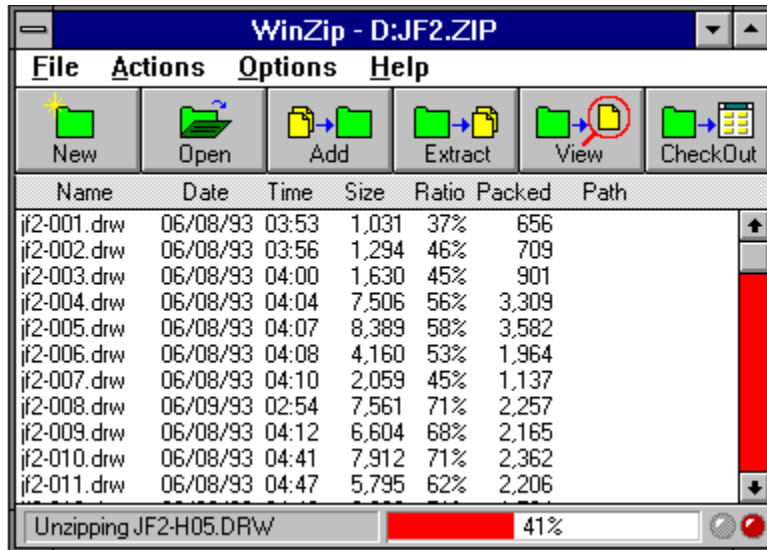 WinZip - D:JF2.ZIP
File Actions Options Help
New Open Add Extract View CheckOut
Name Date Time Size Ratio Packed Path
jf2-001.drw 06/08/93 03:53 1,031 37% 656
jf2-002.drw 06/08/93 03:56 1,294 46% 709
jf2-003.drw 06/08/93 04:00 1,630 45% 901
jf2-004.drw 06/08/93 04:04 7,506 56% 3,309
jf2-005.drw 06/08/93 04:07 8,389 58% 3,582
jf2-006.drw 06/08/93 04:08 4,160 53% 1,964
jf2-007.drw 06/08/93 04:10 2,059 45% 1,137
jf2-008.drw 06/09/93 02:54 7,561 71% 2,257
jf2-009.drw 06/08/93 04:12 6,604 68% 2,165
jf2-010.drw 06/08/93 04:41 7,912 71% 2,362
jf2-011.drw 06/08/93 04:47 5,795 62% 2,206
Unzipping JF2-H05.DRW 41%